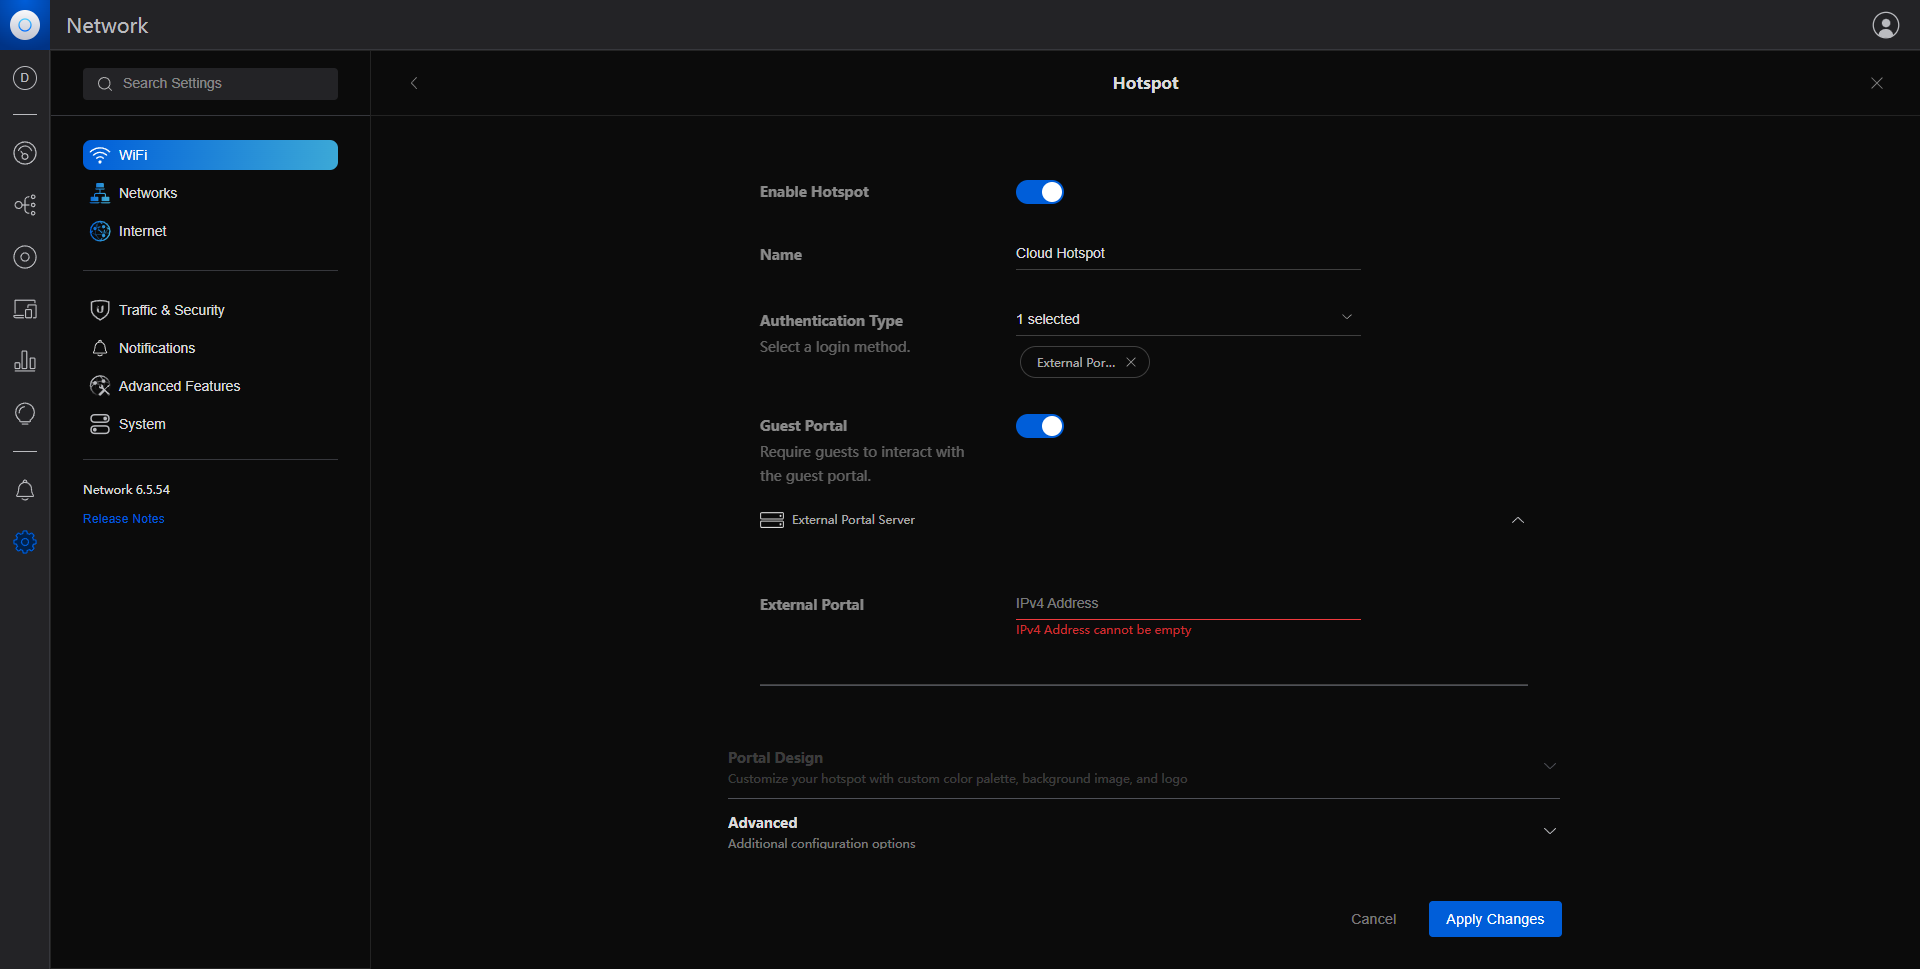 Network
D
Search Settings
Hotspot
WiFi
Networks
Internet
Traffic & Security
Notifications
Advanced Features
System
Network 6.5.54
Release Notes
Enable Hotspot
Name
Cloud Hotspot
Authentication Type
Select a login method.
1 selected
External Por...
Guest Portal
Require guests to interact with
the guest portal.
External Portal Server
External Portal
IPv4 Address
IPv4 Address cannot be empty
Portal Design
Customize your hotspot with custom color palette, background image, and logo
Advanced
Additional configuration options
Cancel
Apply Changes